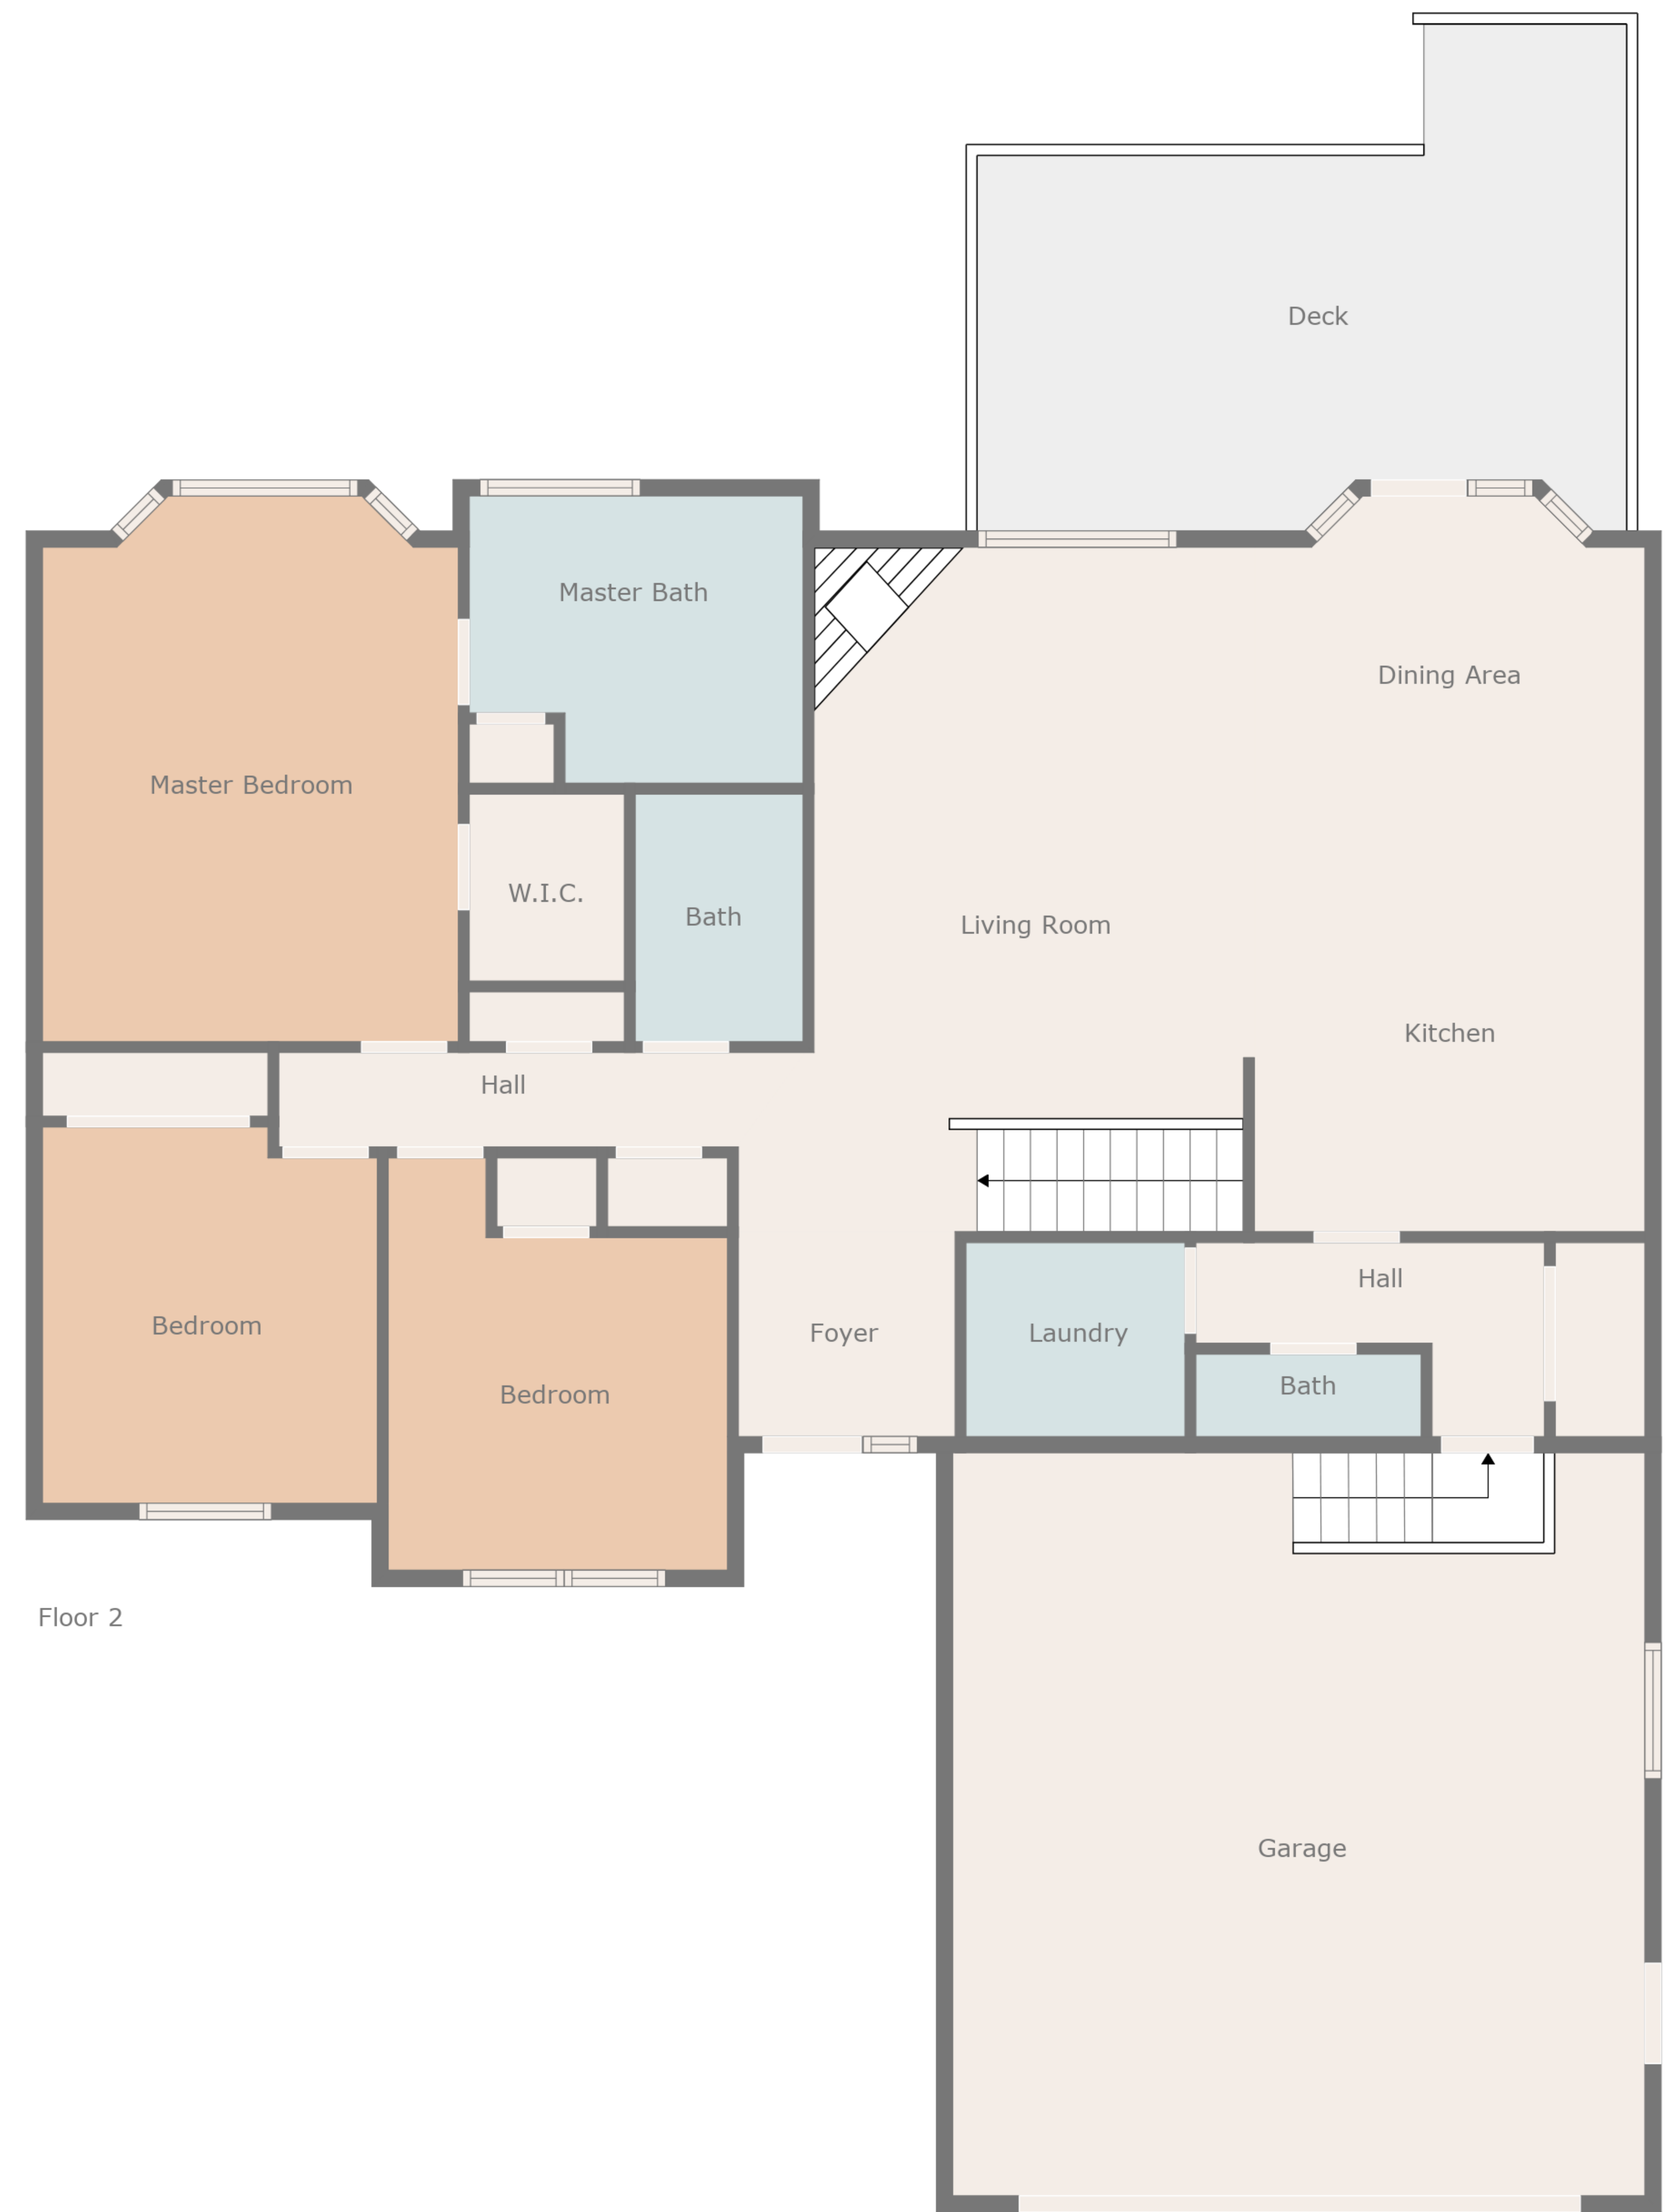 Deck
Master Bath
Dining Area
Master Bedroom
W.I.C.
Bath
Living Room
Kitchen
Hall
Hall
Bedroom
Foyer
Laundry
Bath
Bedroom
Floor 2
Garage